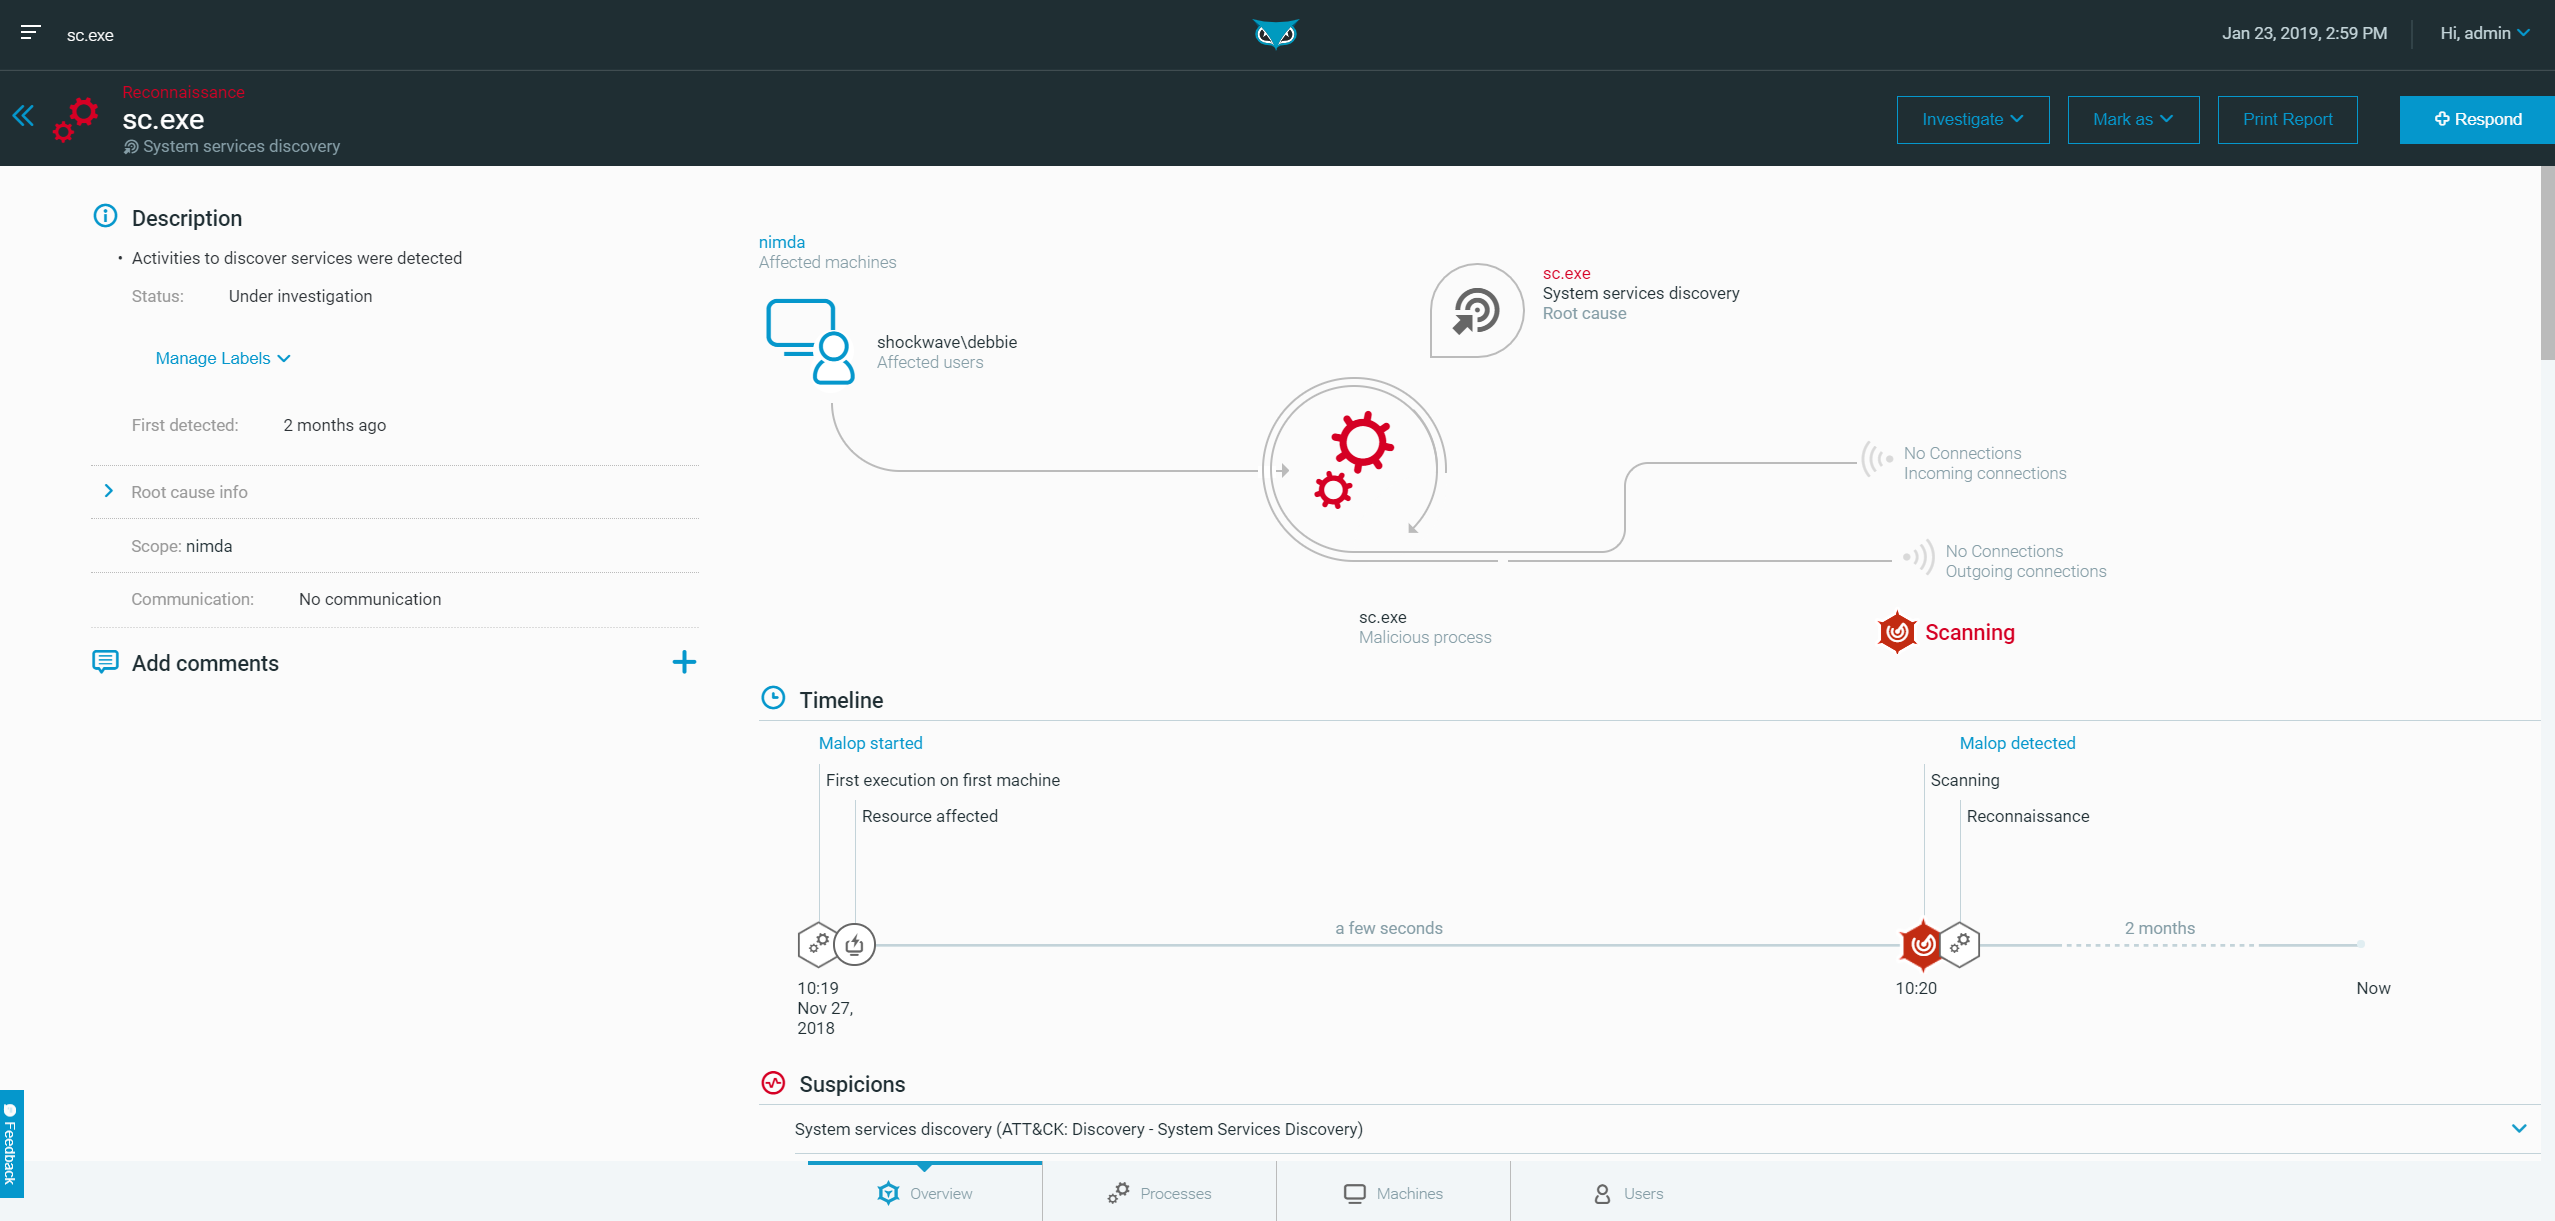 sc.exe
Jan 23, 2019, 2:59 PM
Hi, admin
Reconnaissance
sc.exe
System services discovery
Investigate
Mark as
Print Report
Respond
Description
• Activities to discover services were detected
Status: Under investigation
Manage Labels
First detected: 2 months ago
Root cause info
Scope: nimda
Communication: No communication
Add comments
nimda
Affected machines
shockwave\debbie
Affected users
sc.exe
System services discovery
Root cause
No Connections
Incoming connections
No Connections
Outgoing connections
sc.exe
Malicious process
Scanning
Timeline
Malop started
First execution on first machine
Resource affected
Malop detected
Scanning
Reconnaissance
a few seconds
2 months
10:19
Nov 27,
2018
10:20
Now
Suspicions
System services discovery (ATT&CK: Discovery - System Services Discovery)
Feedback
Overview
Processes
Machines
Users